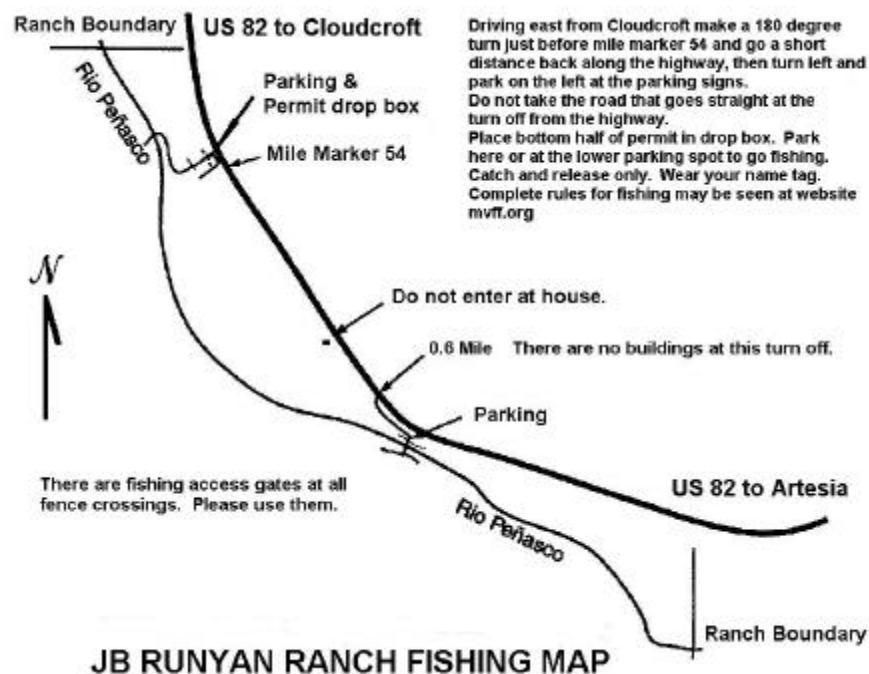 Ranch Boundary
US 82 to Cloudcroft
Driving east from Cloudcroft make a 180 degree
turn just before mile marker 54 and go a short
distance back along the highway, then turn left and
park on the left at the parking signs.
Do not take the road that goes straight at the
turn off from the highway.
Place bottom half of permit in drop box. Park
here or at the lower parking spot to go fishing.
Catch and release only. Wear your name tag.
Complete rules for fishing may be seen at website
mvff.org
Rio Peñasco
Parking &
Permit drop box
Mile Marker 54
N
Do not enter at house.
0.6 Mile There are no buildings at this turn off.
Parking
There are fishing access gates at all
fence crossings. Please use them.
US 82 to Artesia
Rio Peñasco
Ranch Boundary
JB RUNYAN RANCH FISHING MAP